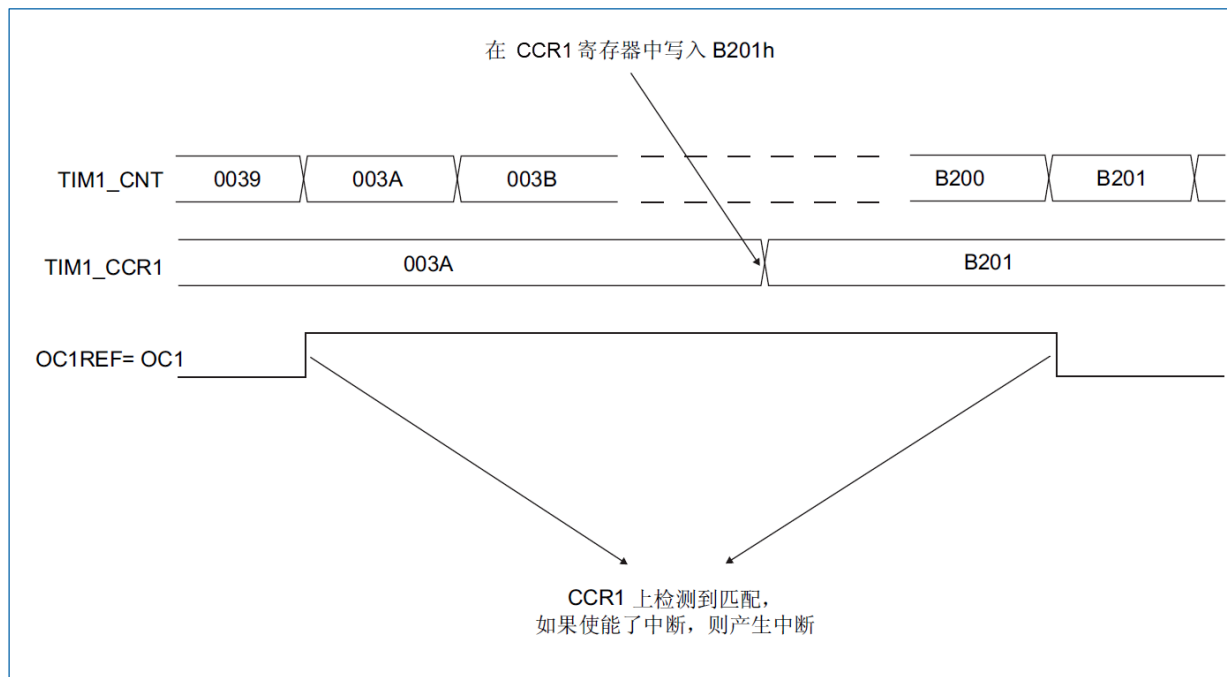 在 CCR1 寄存器中写入 B201h
TIM1_CNT 0039 003A 003B B200 B201
TIM1_CCR1 003A B201
OC1REF= OC1
CCR1 上检测到匹配，
如果使能了中断，则产生中断